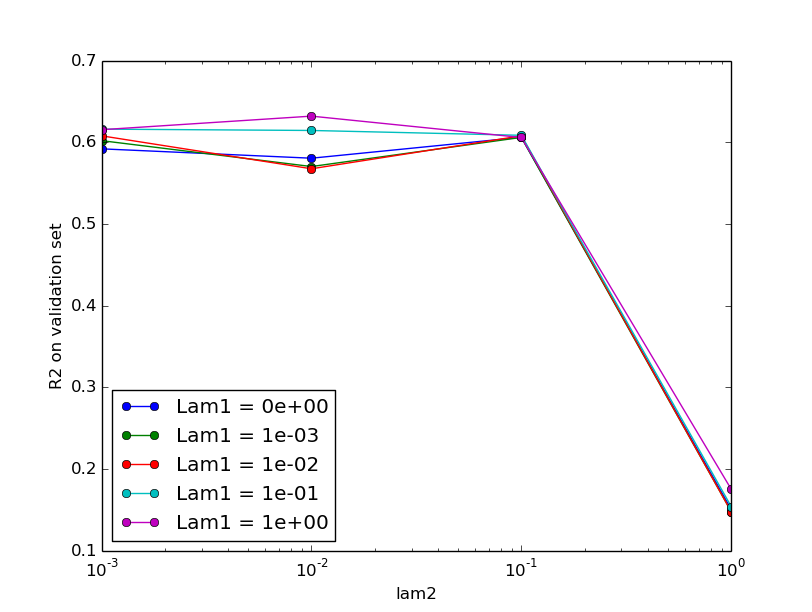 0.7
0.6
0.5
0.4
0.3
0.2
0.1
R2 on validation set
Lam1 = 0e+00
Lam1 = 1e-03
Lam1 = 1e-02
Lam1 = 1e-01
Lam1 = 1e+00
10⁻³ 10⁻² 10⁻¹ 10⁰
lam2